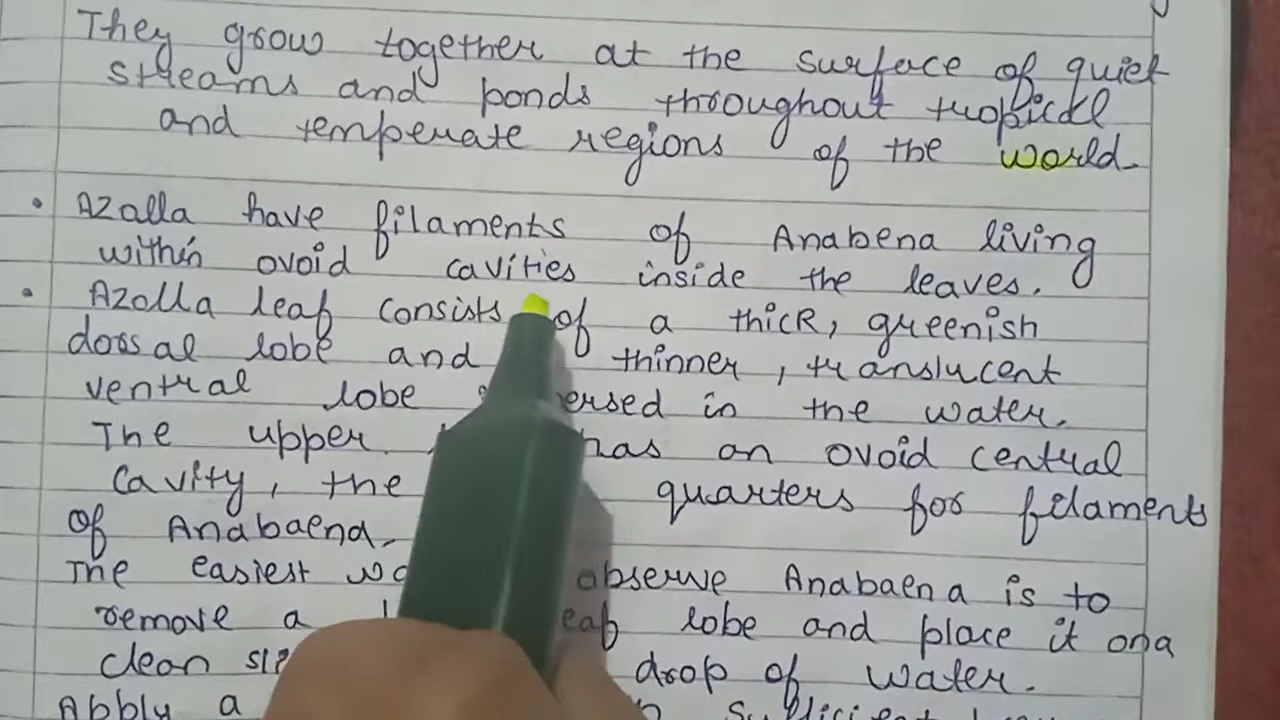 They grow together at the surface of quiet
streams and ponds throughout tropical
and temperate regions of the world.
• Azalla have filaments of Anabena living
within ovoid cavities inside the leaves.
• Azolla leaf consists of a thick, greenish
dorsal lobe and thinner, translucent
ventral lobe ersed in the water.
The upper has an ovoid central
cavity, the quarters for filaments
of Anabaena.
The easiest observe Anabaena is to
remove a eaf lobe and place it on a
clean drop of water.
Apply a